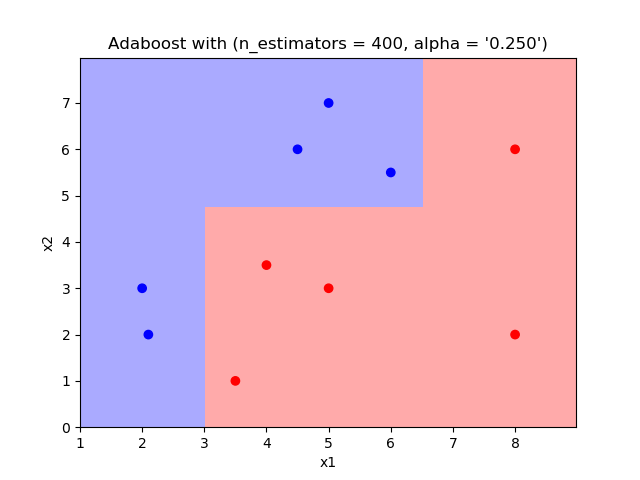 Adaboost with (n_estimators = 400, alpha = '0.250')
7
6
5
4
3
2
1
0
x2
1 2 3 4 5 6 7 8
x1